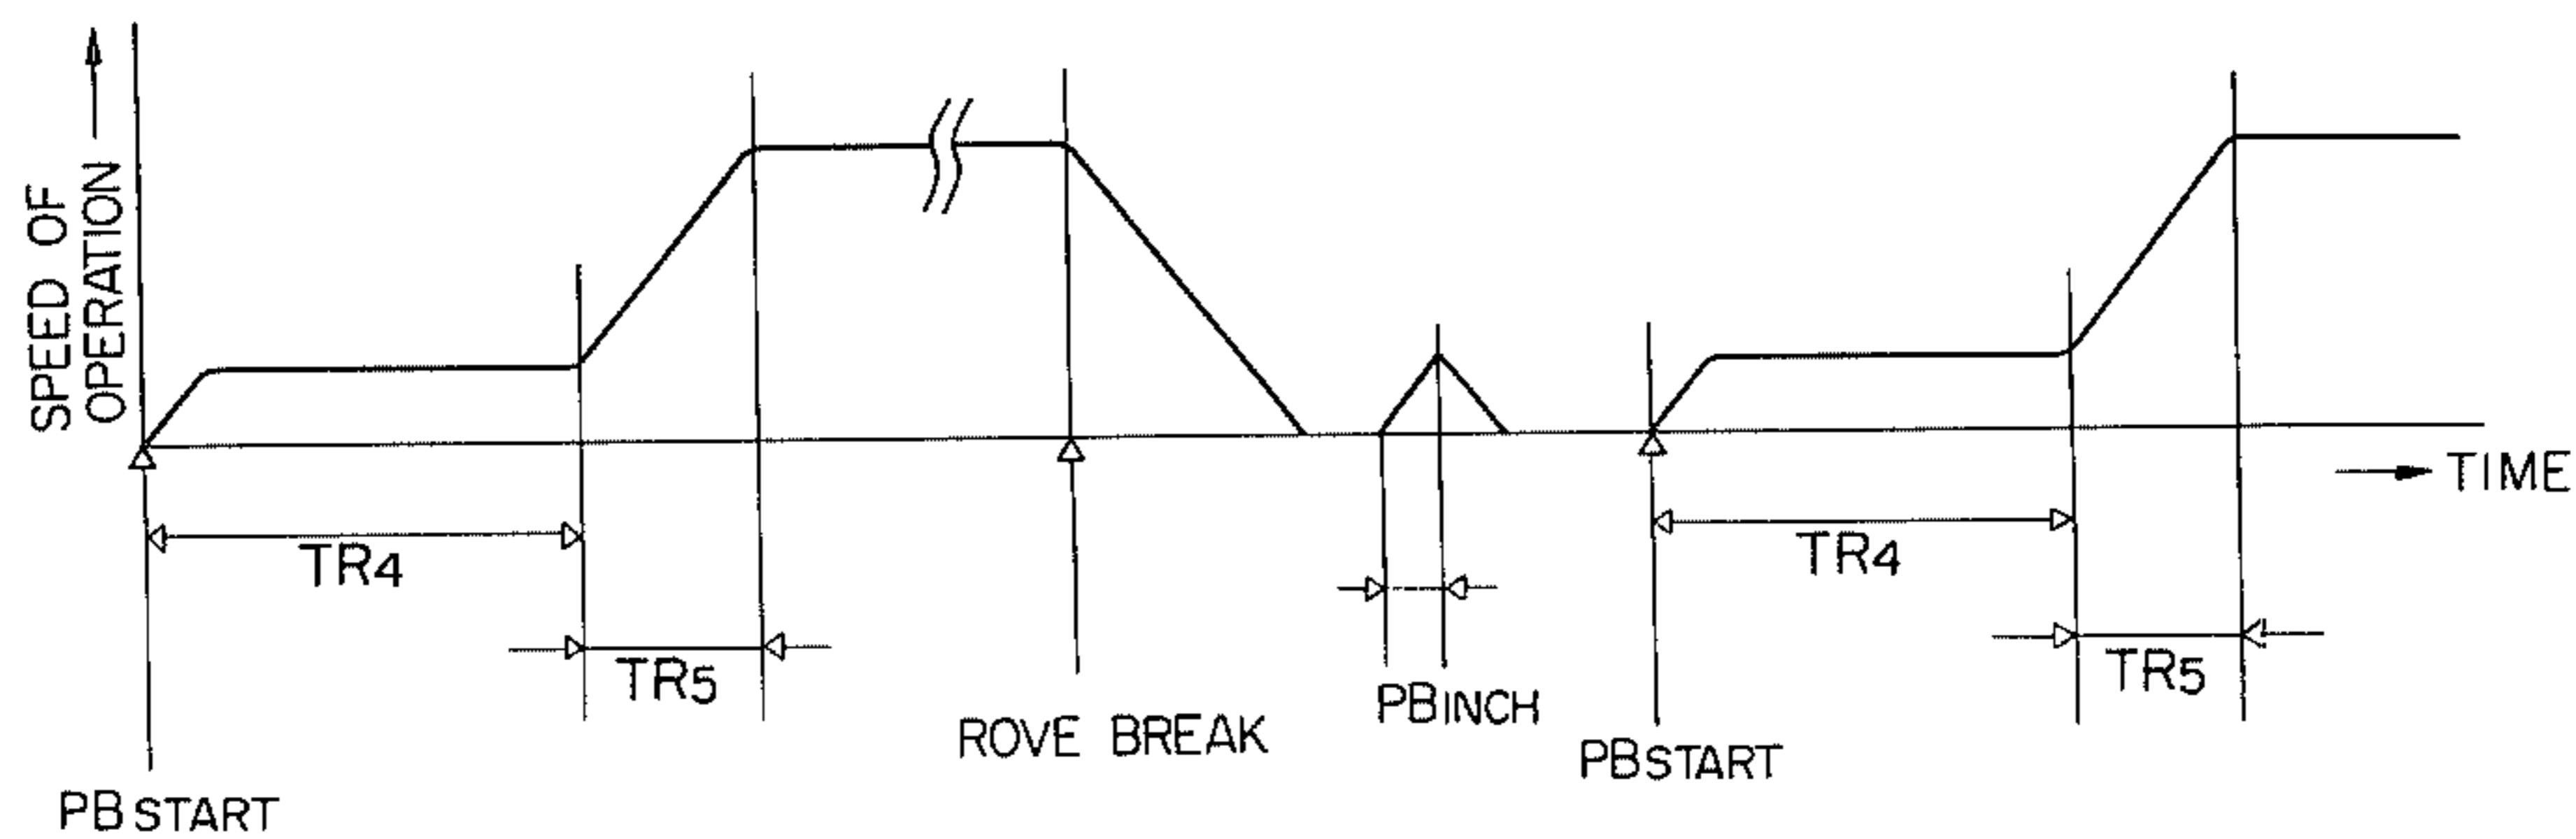 SPEED OF
OPERATION
TIME
TR4
TR4
TR5
TR5
PBINCH
ROVE BREAK
PBSTART
PBSTART